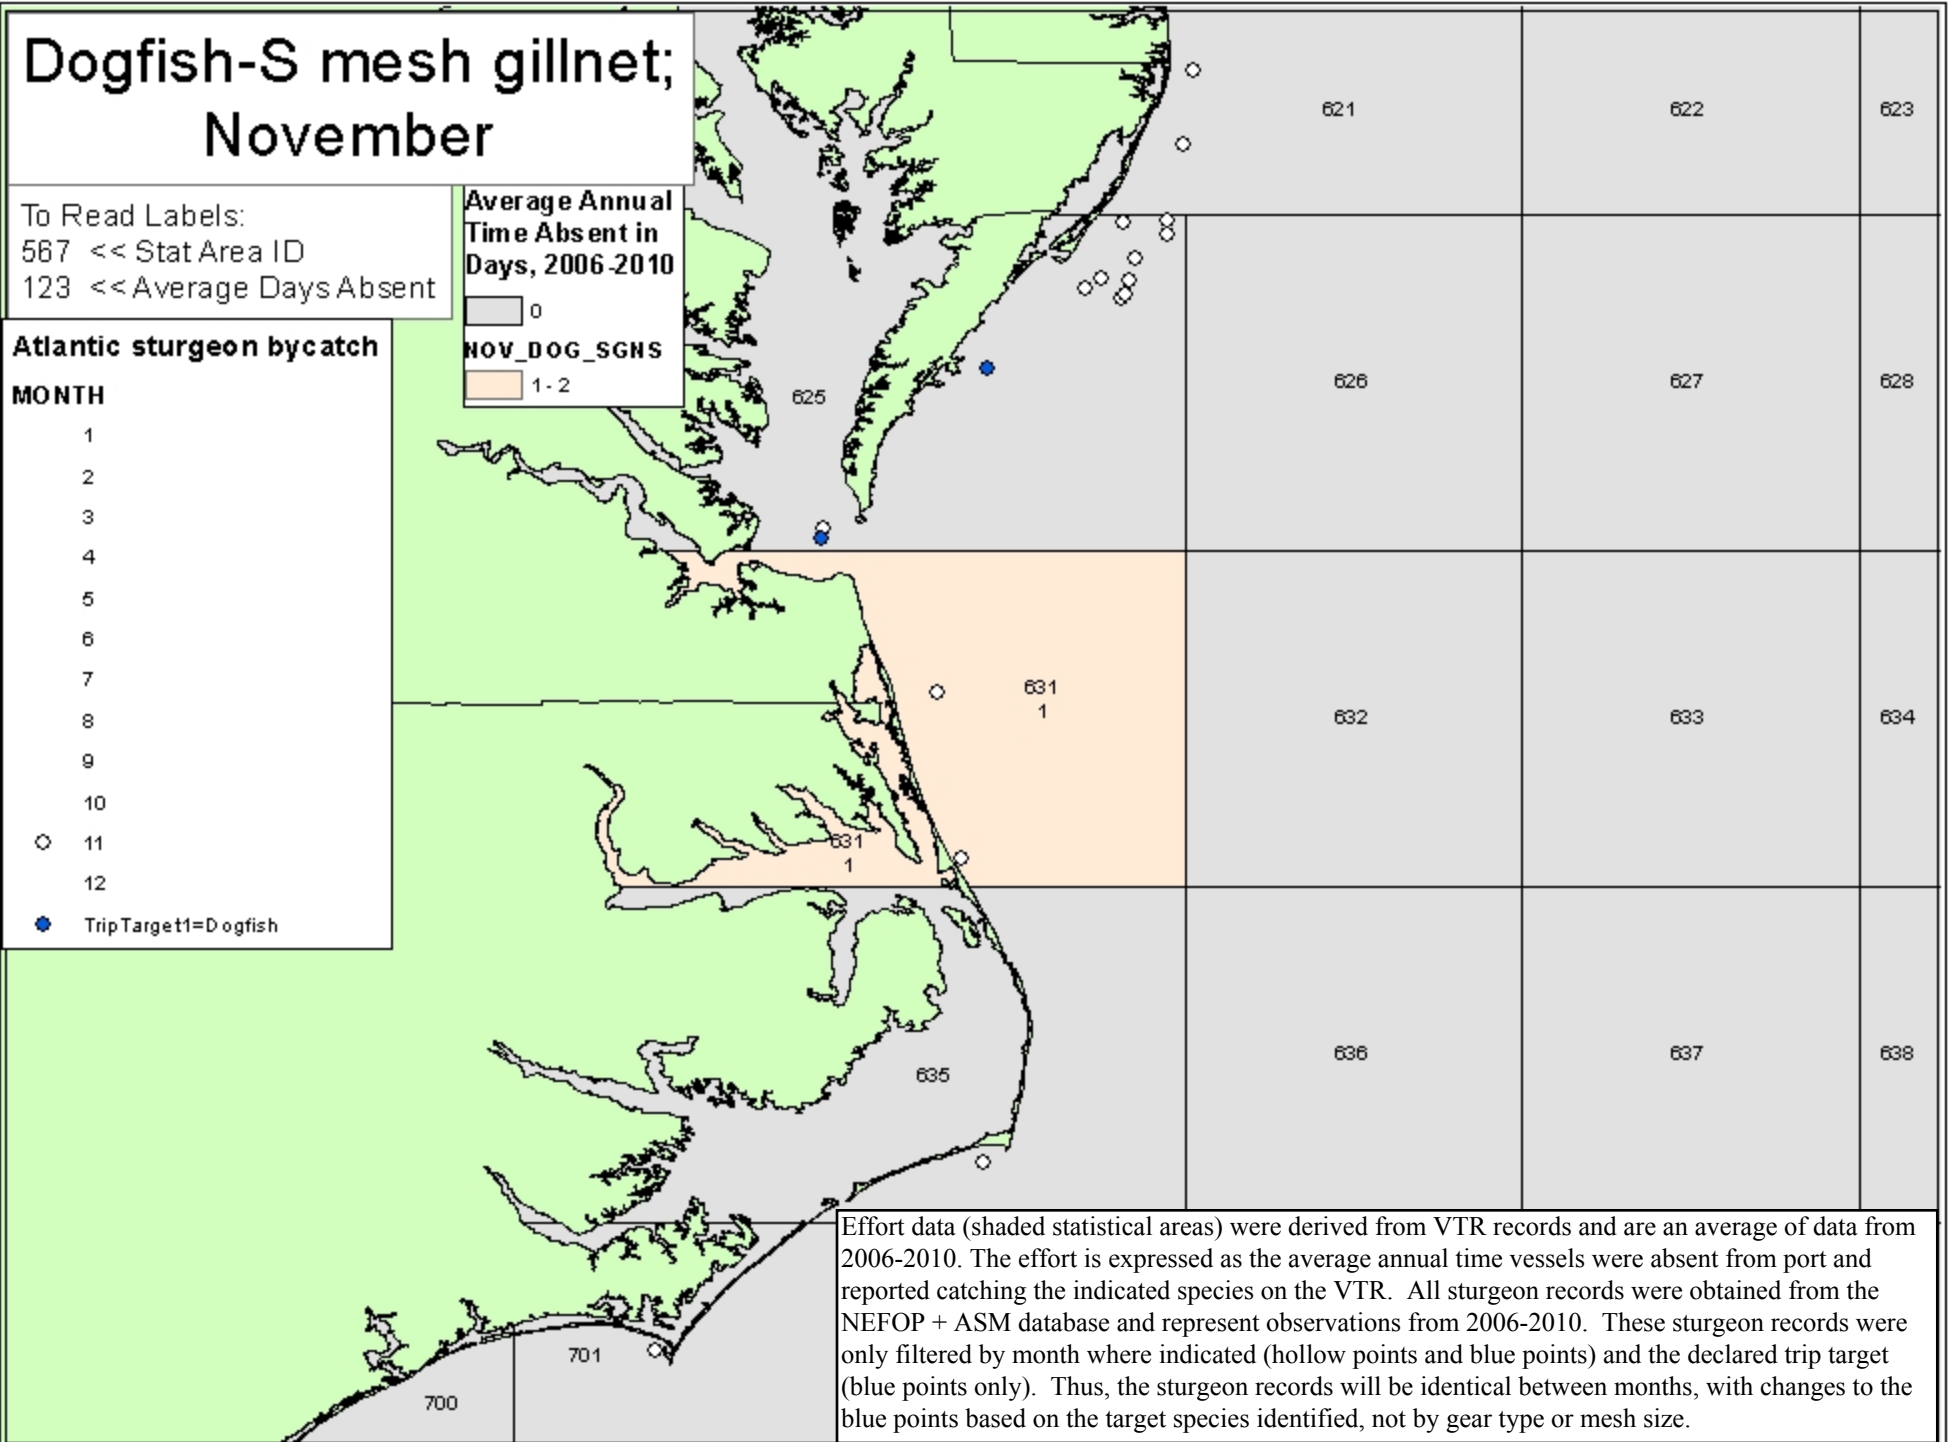 Dogfish-S mesh gillnet;
November
To Read Labels:
567 << Stat Area ID
123 << Average Days Absent
Average Annual
Time Absent in
Days, 2006-2010
0
NOV_DOG_SGNS
1 - 2
Atlantic sturgeon bycatch
MONTH
1
2
3
4
5
6
7
8
9
10
11
12
TripTarget1=Dogfish
621
622
623
625
626
627
628
631
1
632
633
634
631
1
635
636
637
638
701
700
Effort data (shaded statistical areas) were derived from VTR records and are an average of data from
2006-2010. The effort is expressed as the average annual time vessels were absent from port and
reported catching the indicated species on the VTR. All sturgeon records were obtained from the
NEFOP + ASM database and represent observations from 2006-2010. These sturgeon records were
only filtered by month where indicated (hollow points and blue points) and the declared trip target
(blue points only). Thus, the sturgeon records will be identical between months, with changes to the
blue points based on the target species identified, not by gear type or mesh size.